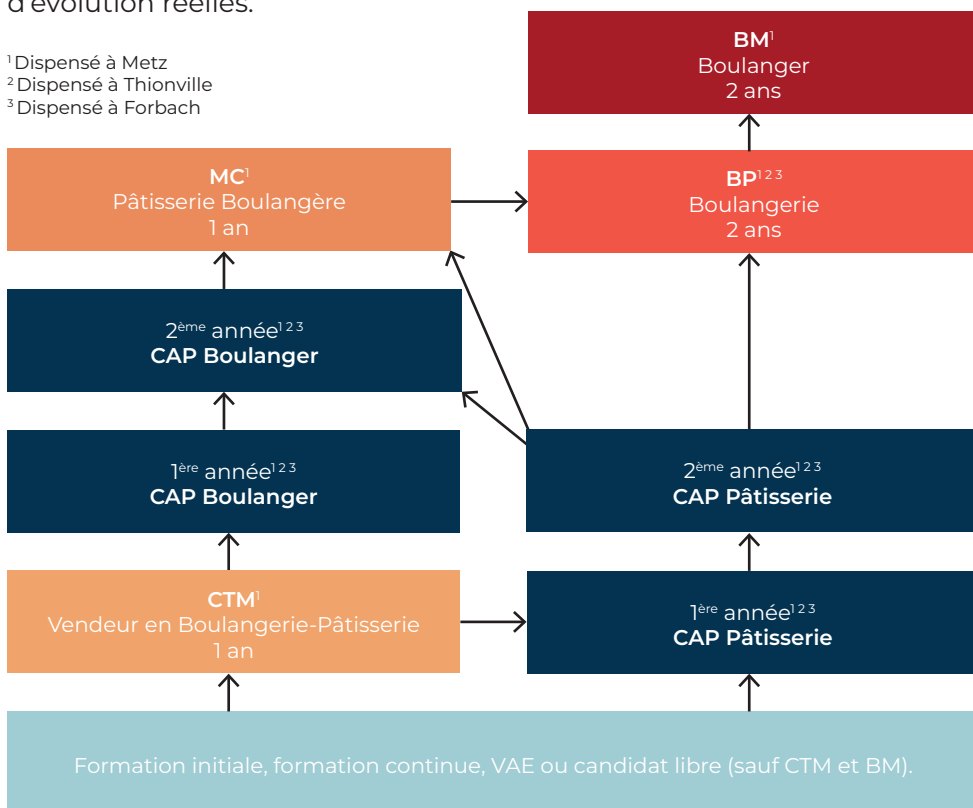 d'évolution réelles.
¹ Dispensé à Metz
² Dispensé à Thionville
³ Dispensé à Forbach
BM¹
Boulanger
2 ans
MC¹
Pâtisserie Boulangère
1 an
BP¹ ² ³
Boulangerie
2 ans
2ème année¹ ² ³
CAP Boulanger
1ère année¹ ² ³
CAP Boulanger
2ème année¹ ² ³
CAP Pâtisserie
CTM¹
Vendeur en Boulangerie-Pâtisserie
1 an
1ère année¹ ² ³
CAP Pâtisserie
Formation initiale, formation continue, VAE ou candidat libre (sauf CTM et BM).